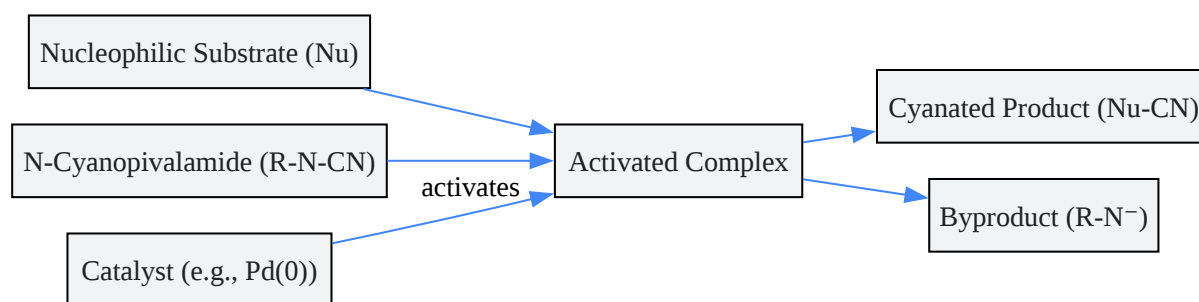 Nucleophilic Substrate (Nu)
N-Cyanopivalamide (R-N-CN)
activates
Catalyst (e.g., Pd(0))
Activated Complex
Cyanated Product (Nu-CN)
Byproduct (R-N⁻)